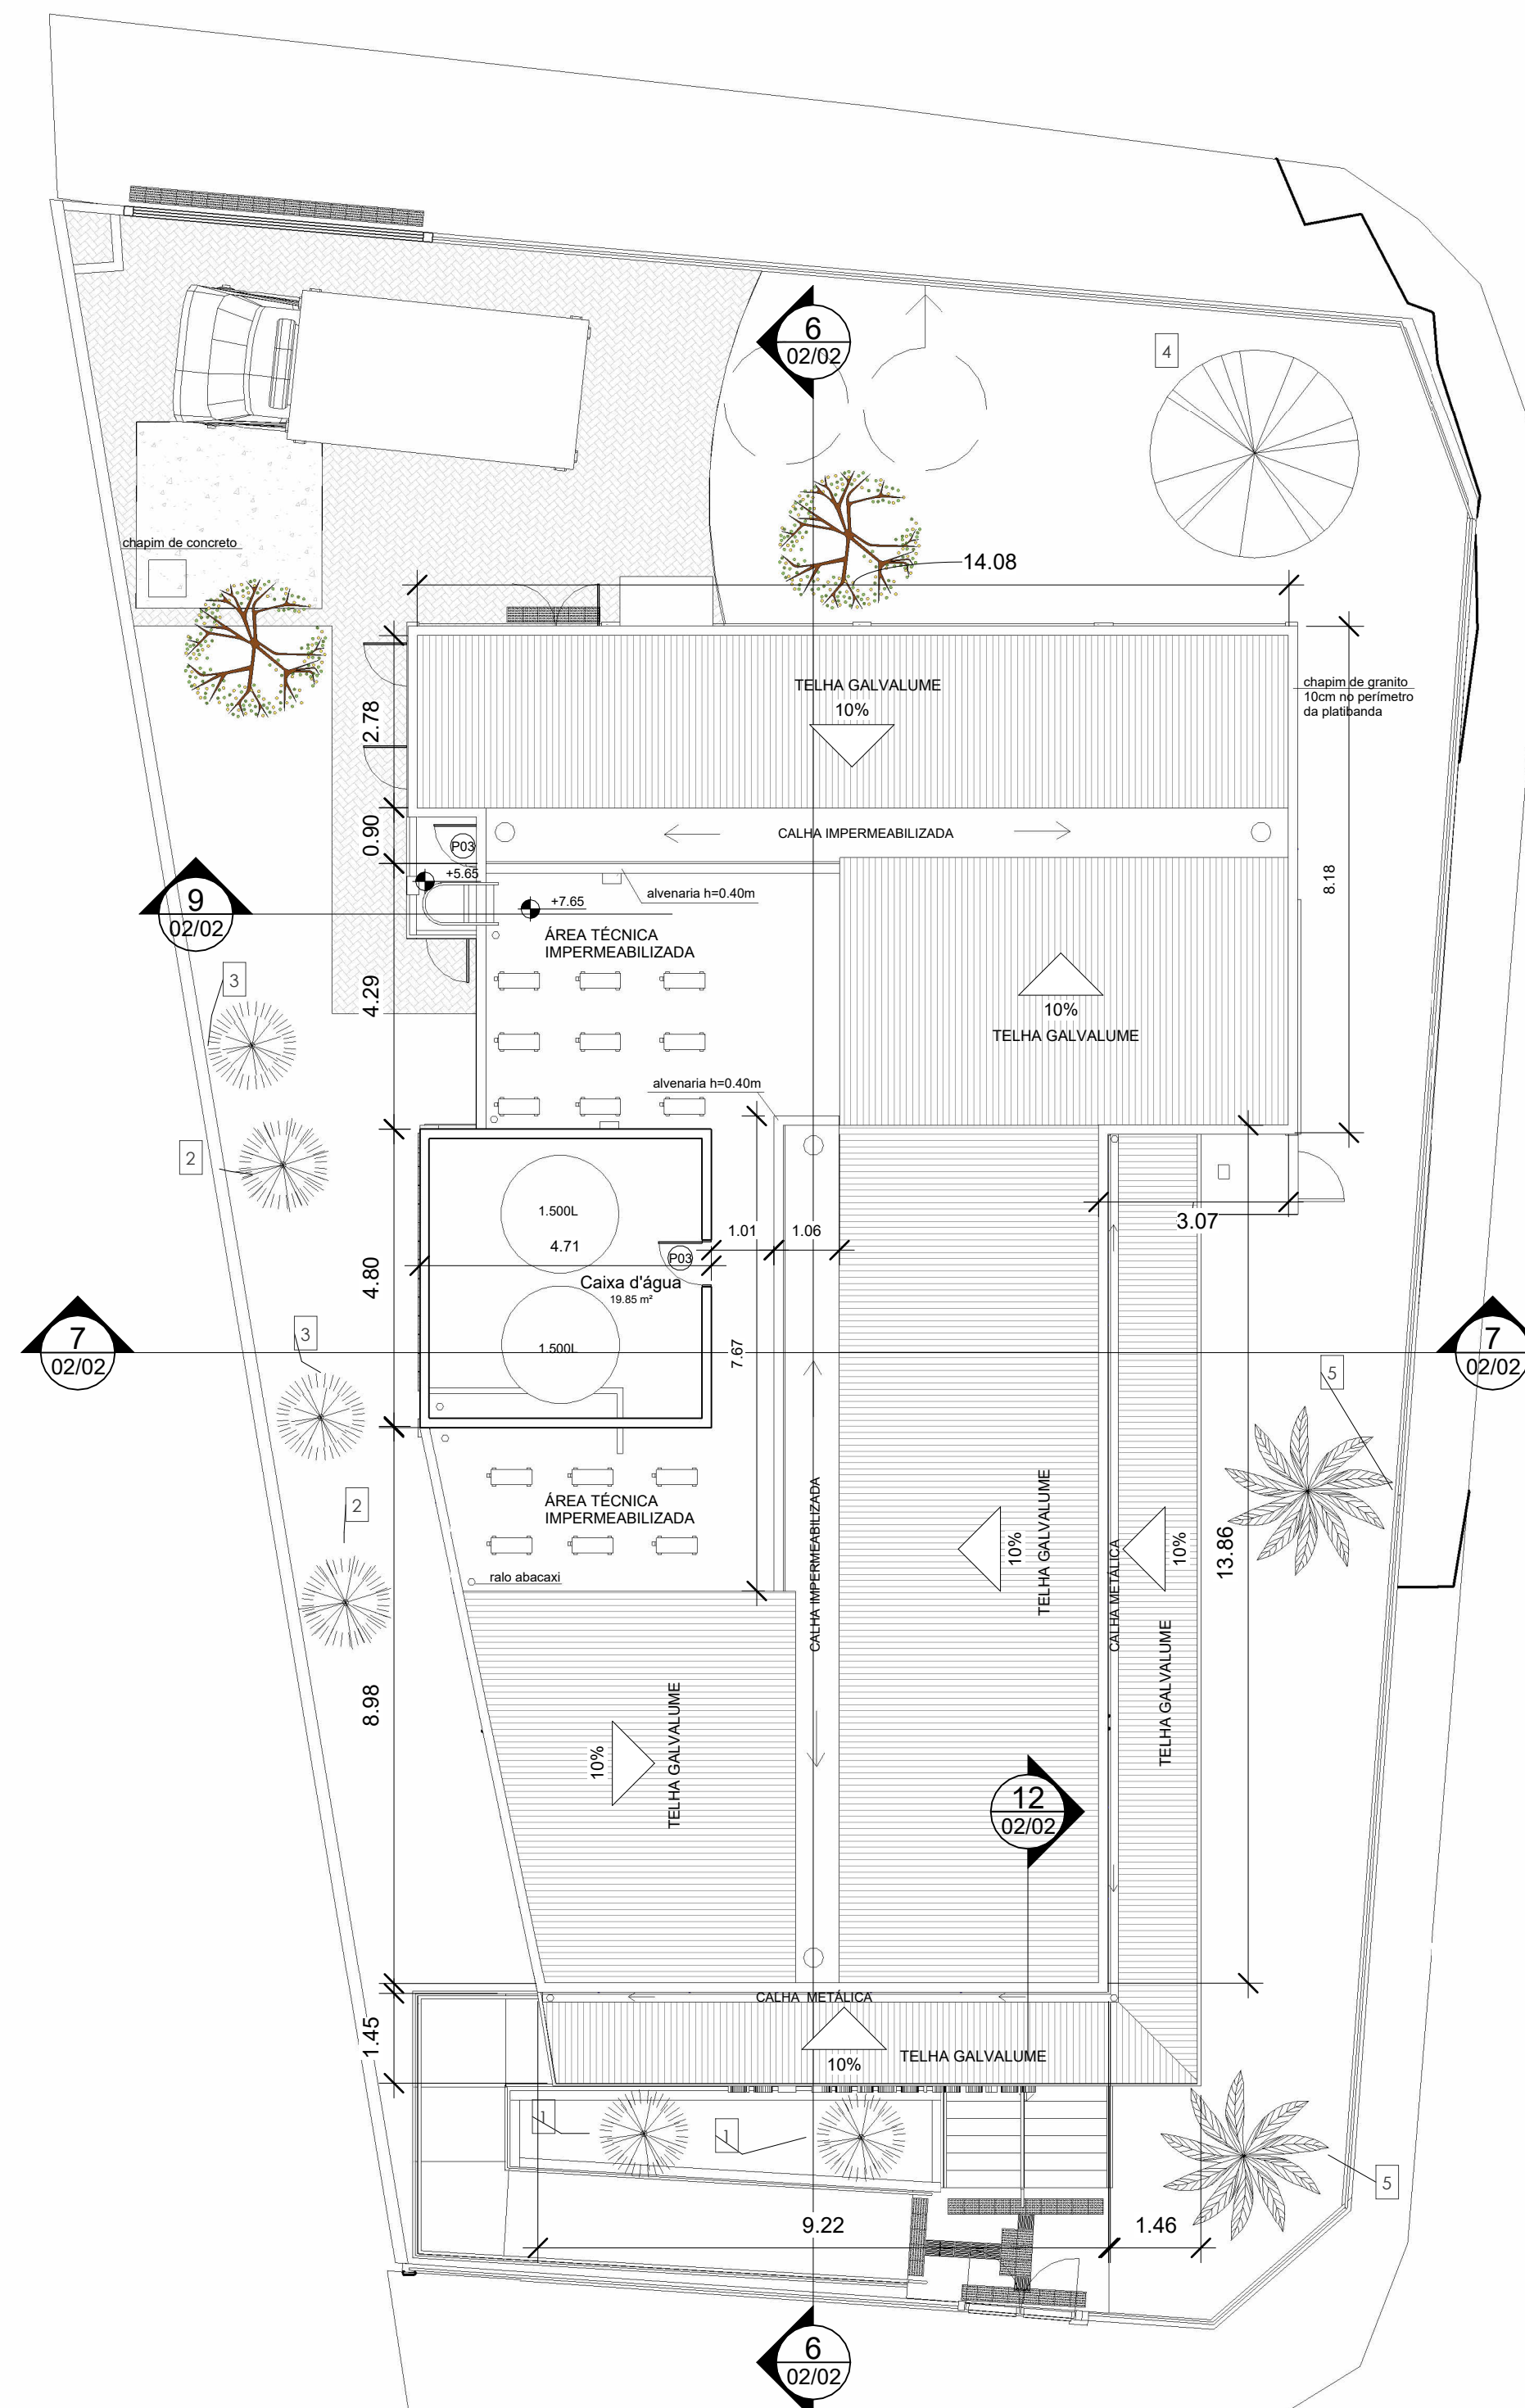 6
02/02
4
chapim de concreto
14.08
TELHA GALVALUME
10%
chapim de granito
10cm no perímetro
da platibanda
2.78
0.90
CALHA IMPERMEABILIZADA
P03
+5.65
alvenaria h=0.40m
+7.65
8.18
9
02/02
ÁREA TÉCNICA
IMPERMEABILIZADA
3
4.29
10%
TELHA GALVALUME
alvenaria h=0.40m
2
1.500L
4.71
1.01
1.06
3.07
P03
Caixa d'água
19.85 m²
4.80
7
02/02
3
1.500L
7.67
7
02/02
5
2
ÁREA TÉCNICA
IMPERMEABILIZADA
ralo abacaxi
CALHA IMPERMEABILIZADA
10%
TELHA GALVALUME
CALHA METÁLICA
10%
TELHA GALVALUME
13.86
8.98
10%
TELHA GALVALUME
12
02/02
CALHA METÁLICA
1.45
10%
TELHA GALVALUME
1
1
5
9.22
1.46
6
02/02